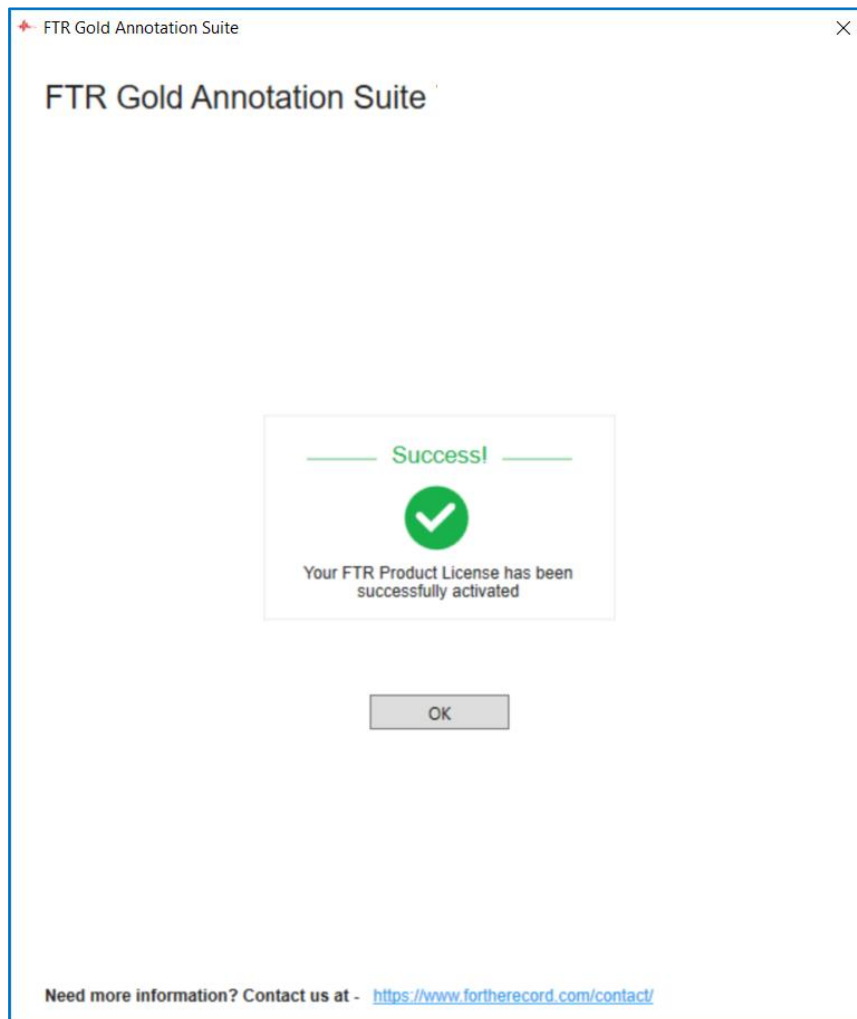 FTR Gold Annotation Suite
FTR Gold Annotation Suite
Success!
Your FTR Product License has been
successfully activated
OK
Need more information? Contact us at - https://www.fortherecord.com/contact/